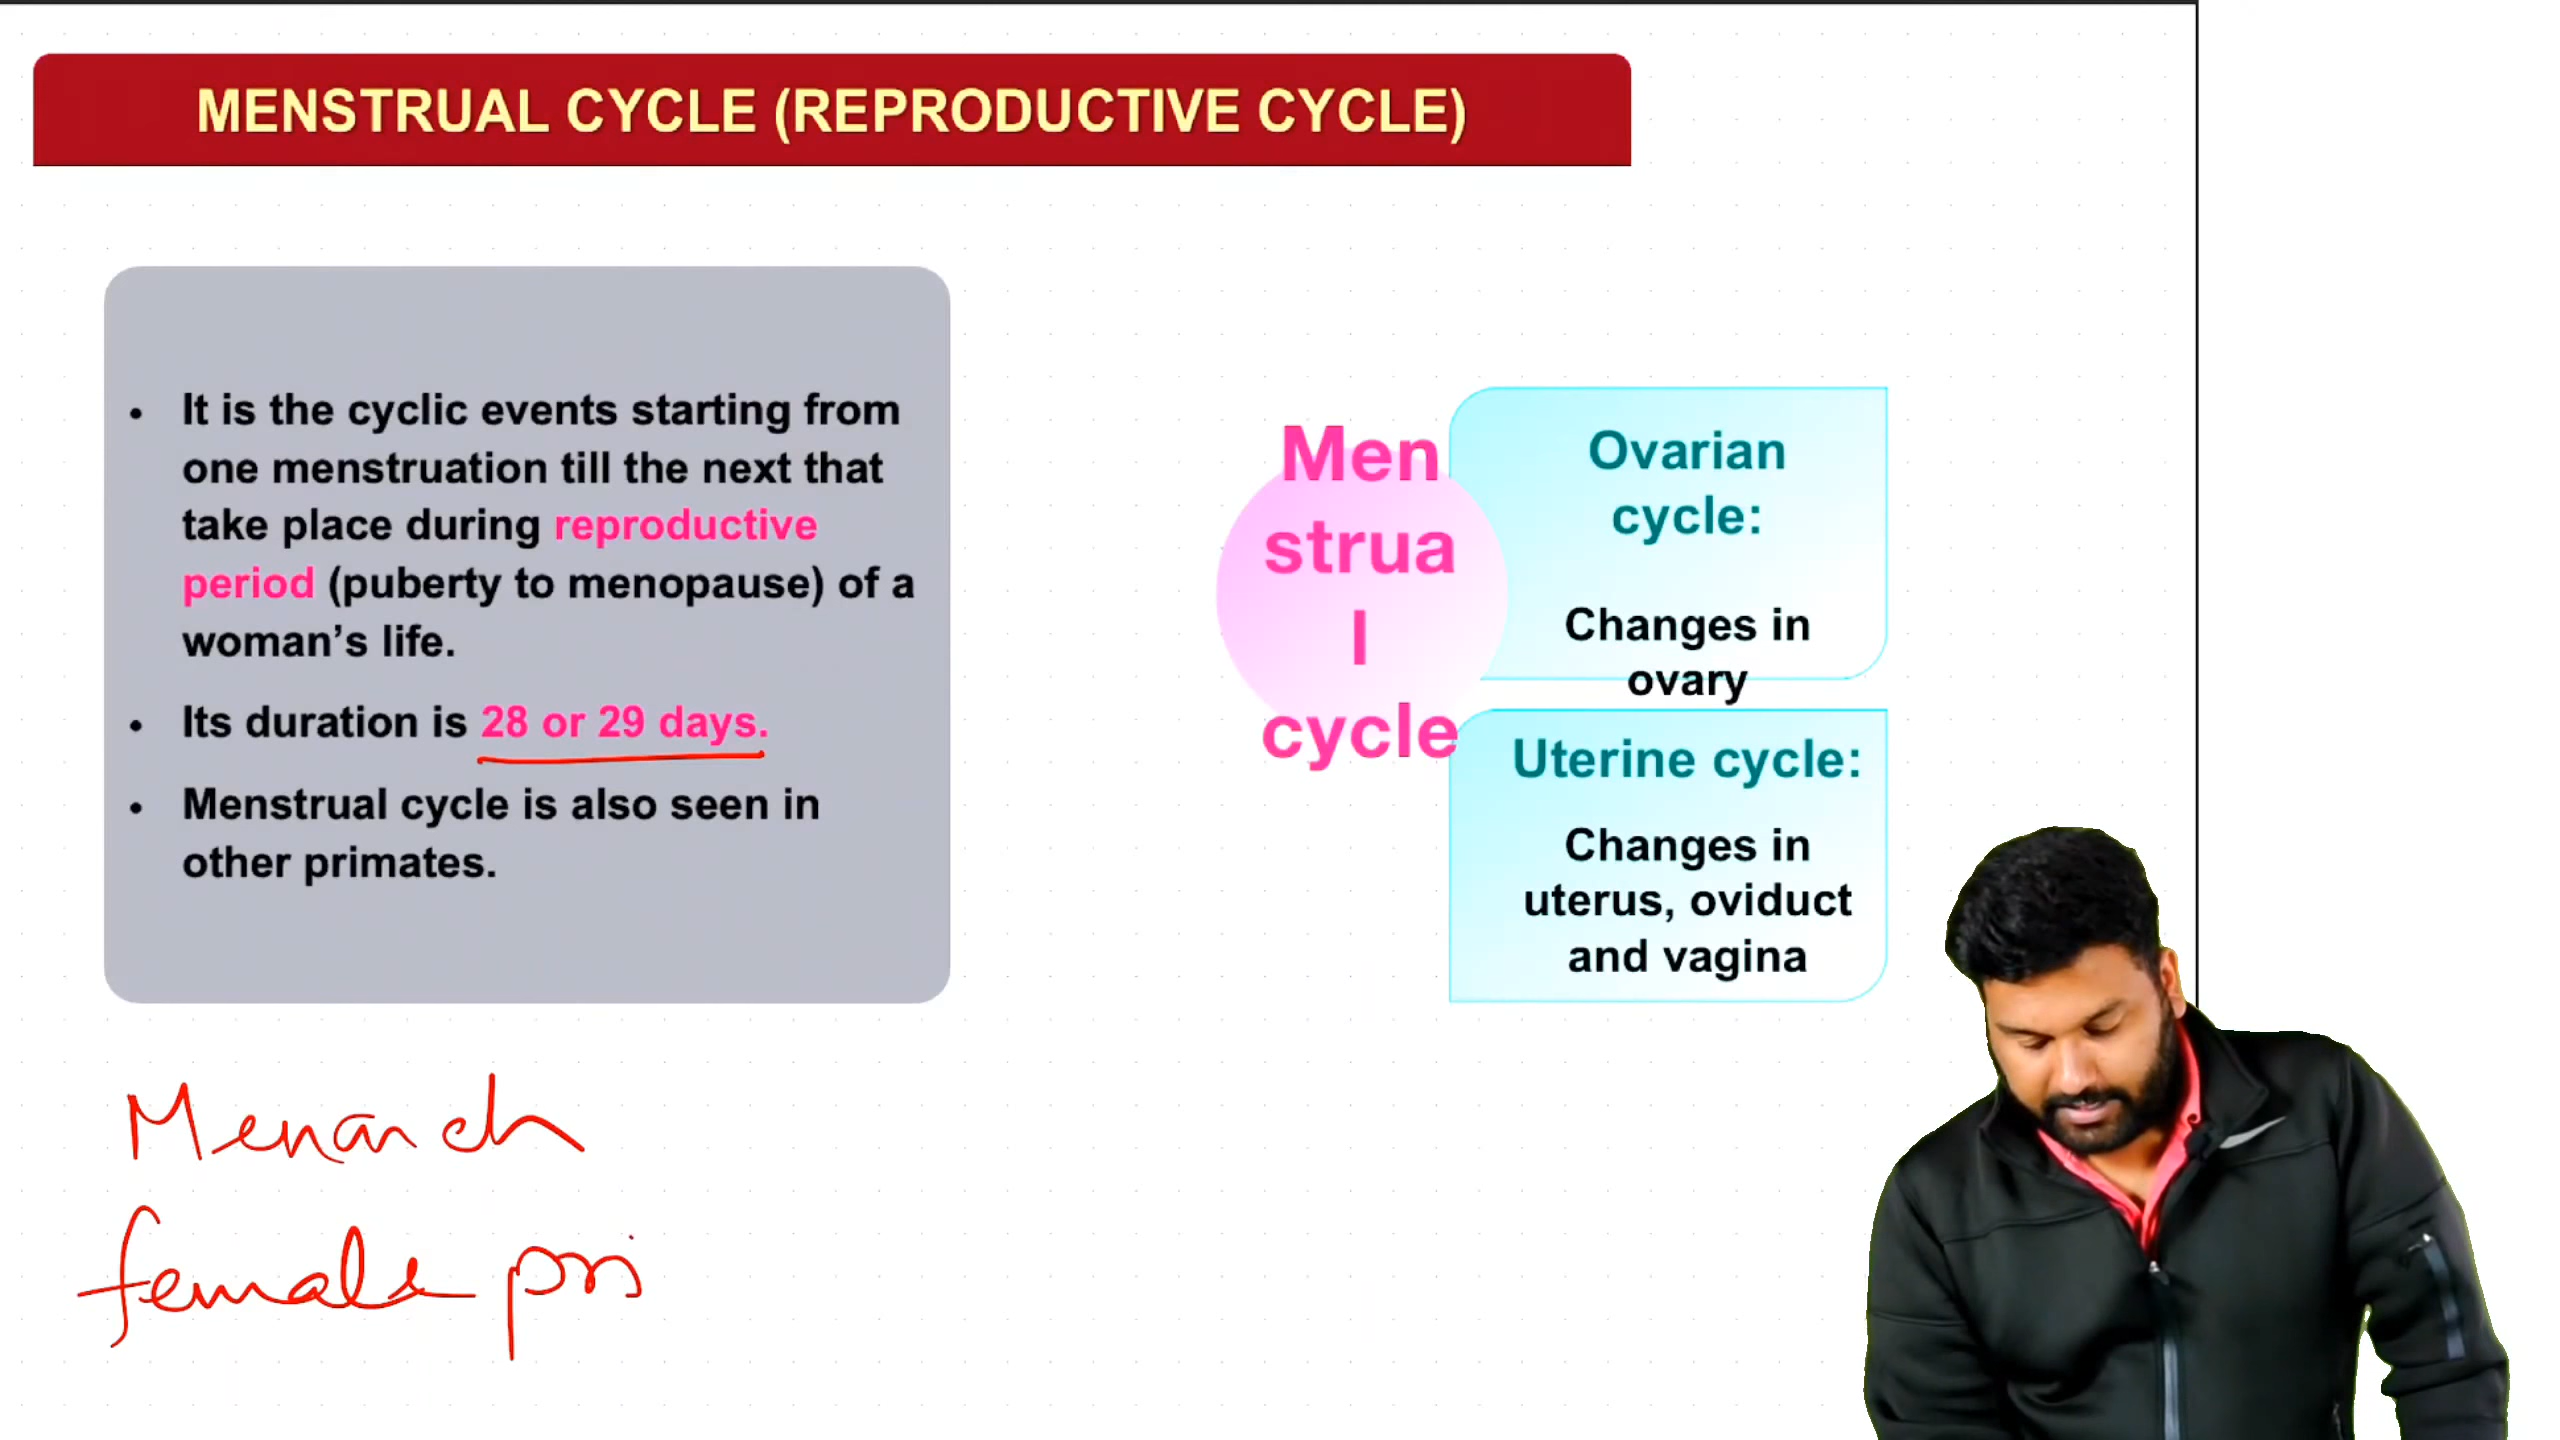 MENSTRUAL CYCLE (REPRODUCTIVE CYCLE)
• It is the cyclic events starting from
one menstruation till the next that
take place during reproductive
period (puberty to menopause) of a
woman's life.
• Its duration is 28 or 29 days.
• Menstrual cycle is also seen in
other primates.
Men
strua
l
cycle
Ovarian
cycle:
Changes in
ovary
Uterine cycle:
Changes in
uterus, oviduct
and vagina
Menarch
female pri